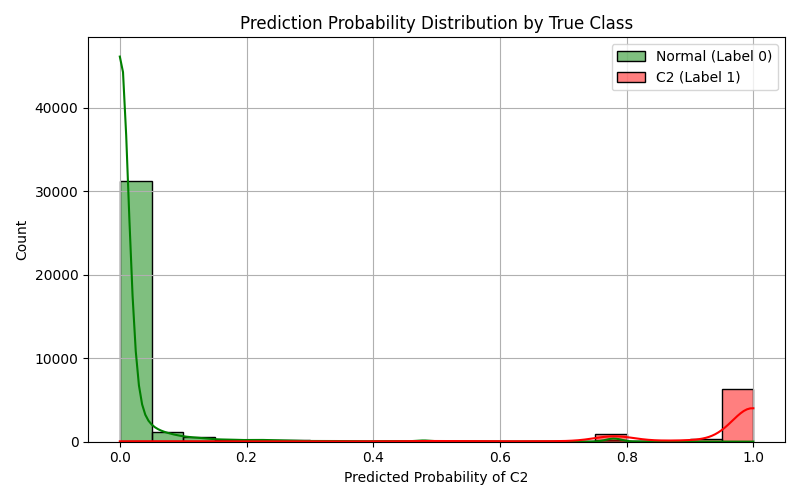 Prediction Probability Distribution by True Class
Normal (Label 0)
C2 (Label 1)
Count
40000
30000
20000
10000
0
0.0 0.2 0.4 0.6 0.8 1.0
Predicted Probability of C2